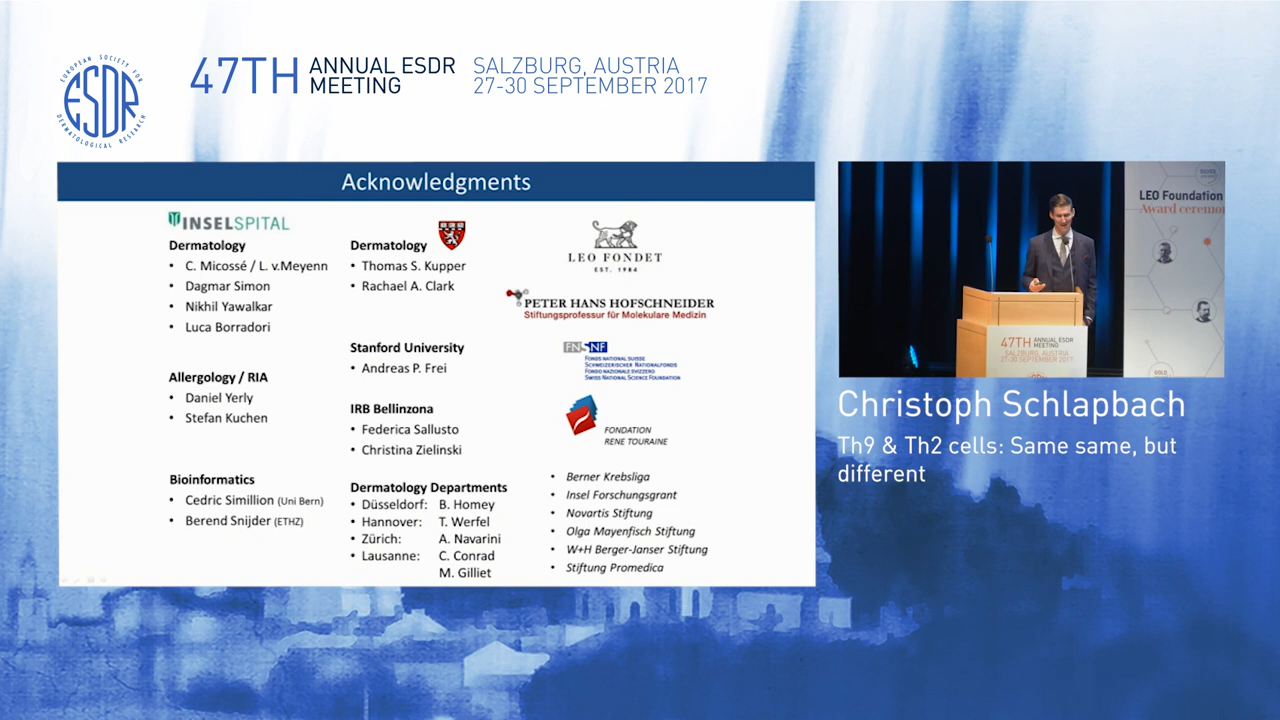 EUROPEAN SOCIETY FOR
ESDR
DERMATOLOGICAL RESEARCH
47TH ANNUAL ESDR MEETING
SALZBURG, AUSTRIA
27-30 SEPTEMBER 2017
Acknowledgments
INSELSPITAL
Dermatology
• C. Micossé / L. v.Meyenn
• Dagmar Simon
• Nikhil Yawalkar
• Luca Borradori
Allergology / RIA
• Daniel Yerly
• Stefan Kuchen
Bioinformatics
• Cedric Simillion (Uni Bern)
• Berend Snijder (ETHZ)
Dermatology
• Thomas S. Kupper
• Rachael A. Clark
Stanford University
• Andreas P. Frei
IRB Bellinzona
• Federica Sallusto
• Christina Zielinski
Dermatology Departments
• Düsseldorf: B. Homey
• Hannover: T. Werfel
• Zürich: A. Navarini
• Lausanne: C. Conrad
M. Gilliet
LEO FONDET
EST. 1984
PETER HANS HOFSCHNEIDER
Stiftungsprofessur für Molekulare Medizin
FNSNF
FONDS NATIONAL SUISSE
SCHWEIZERISCHER NATIONALFONDS
FONDO NAZIONALE SVIZZERO
SWISS NATIONAL SCIENCE FOUNDATION
FONDATION
RENE TOURAINE
• Berner Krebsliga
• Insel Forschungsgrant
• Novartis Stiftung
• Olga Mayenfisch Stiftung
• W+H Berger-Janser Stiftung
• Stiftung Promedica
LEO Foundation
Award ceremon
47TH ANNUAL ESDR
MEETING
SALZBURG, AUSTRIA
27-30 SEPTEMBER 2017
GOLD
Christoph Schlapbach
Th9 & Th2 cells: Same same, but
different